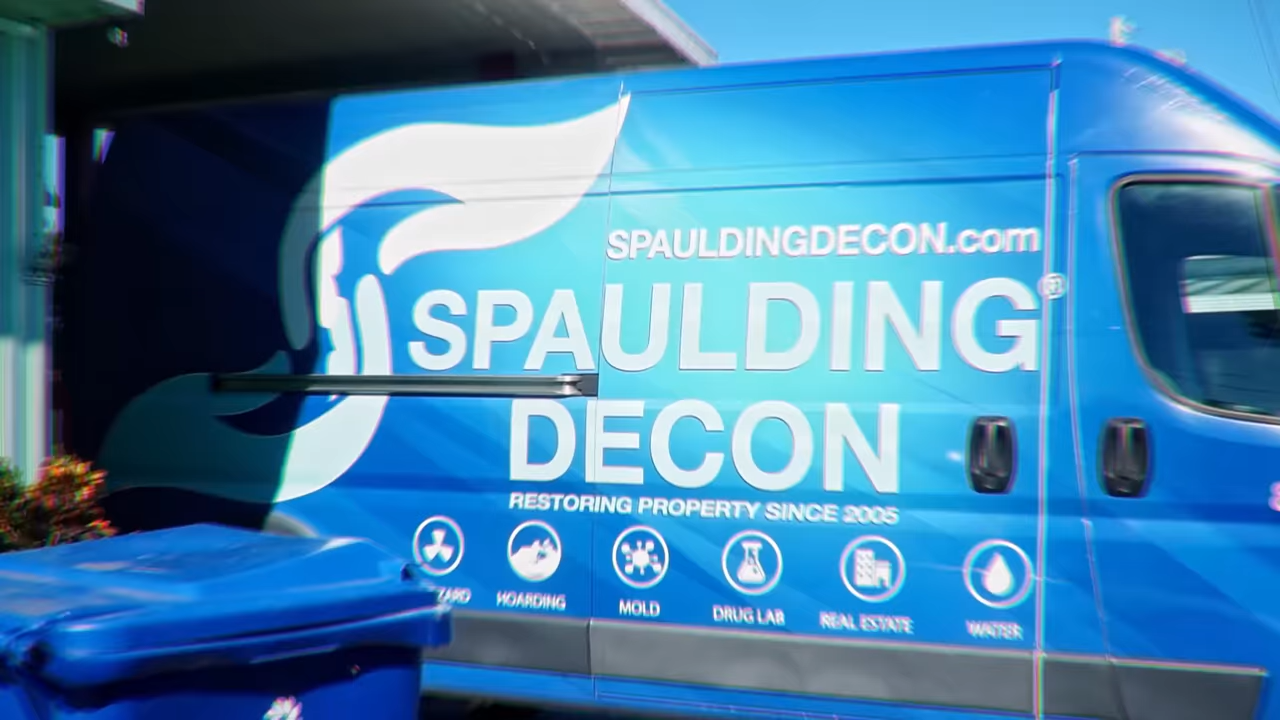 SPAULDINGDECON.com
SPAULDING®
DECON
RESTORING PROPERTY SINCE 2005
HOARDING
MOLD
DRUG LAB
REAL ESTATE
WATER